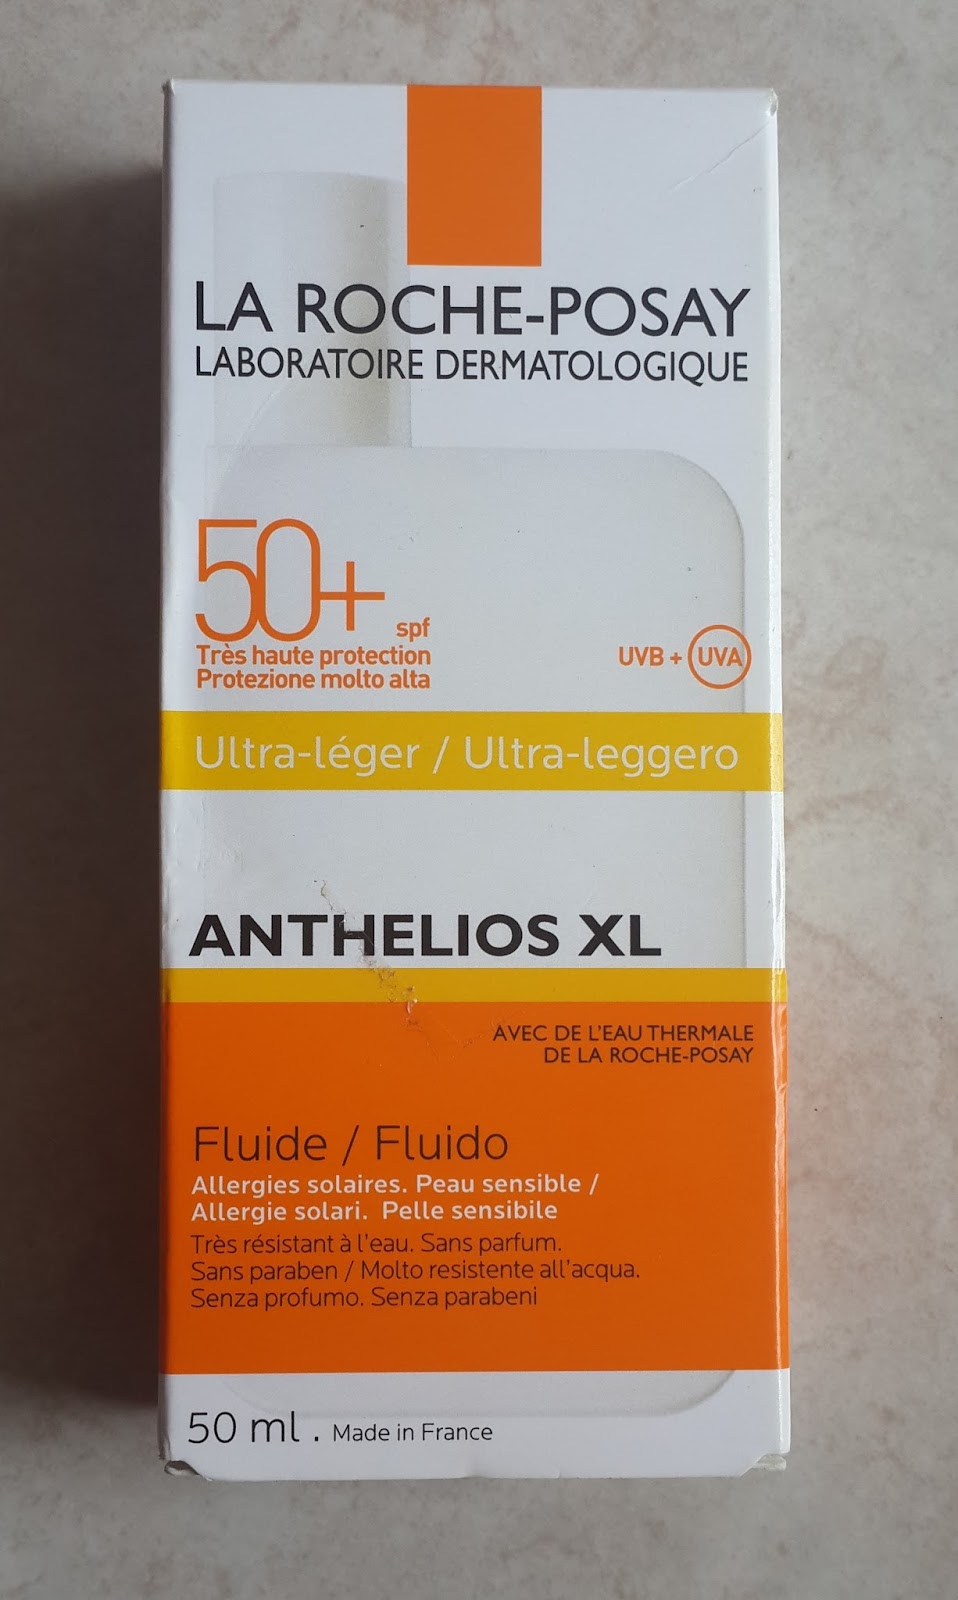 LA ROCHE-POSAY
LABORATOIRE DERMATOLOGIQUE
50+ spf
Très haute protection
Protezione molto alta
UVB + UVA
Ultra-léger / Ultra-leggero
ANTHELIOS XL
AVEC DE L'EAU THERMALE
DE LA ROCHE-POSAY
Fluide / Fluido
Allergies solaires. Peau sensible /
Allergie solari. Pelle sensibile
Très résistant à l'eau. Sans parfum.
Sans paraben / Molto resistente all'acqua.
Senza profumo. Senza parabeni
50 ml . Made in France